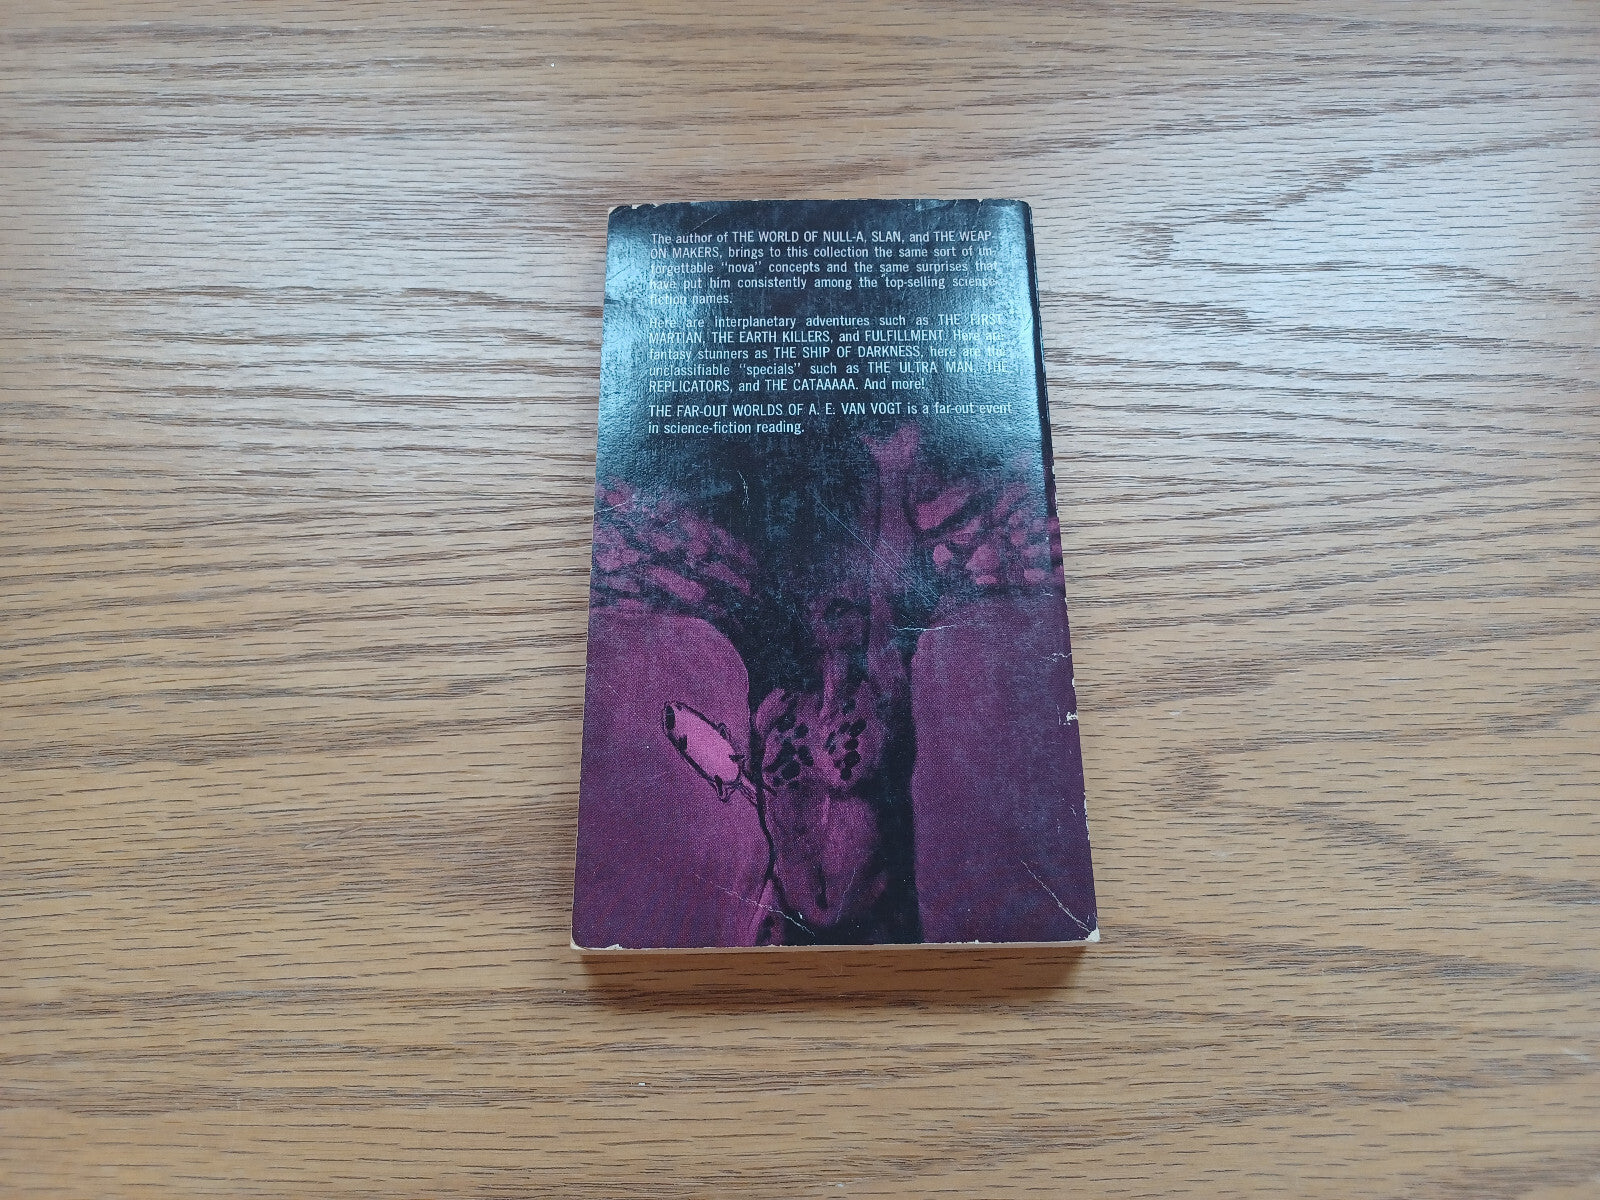 The author of THE WORLD OF NULL-A, SLAN, and THE WEAP-
ON MAKERS, brings to this collection the same sort of un-
forgettable "nova" concepts and the same surprises that
have put him consistently among the top-selling science-
fiction names.
Here are interplanetary adventures such as THE FIRST
MARTIAN, THE EARTH KILLERS, and FULFILLMENT. Here are
fantasy stunners as THE SHIP OF DARKNESS, here are
unclassifiable "specials" such as THE ULTRA MAN, THE
REPLICATORS, and THE CATAAAAA. And more!
THE FAR-OUT WORLDS OF A. E. VAN VOGT is a far-out event
in science-fiction reading.